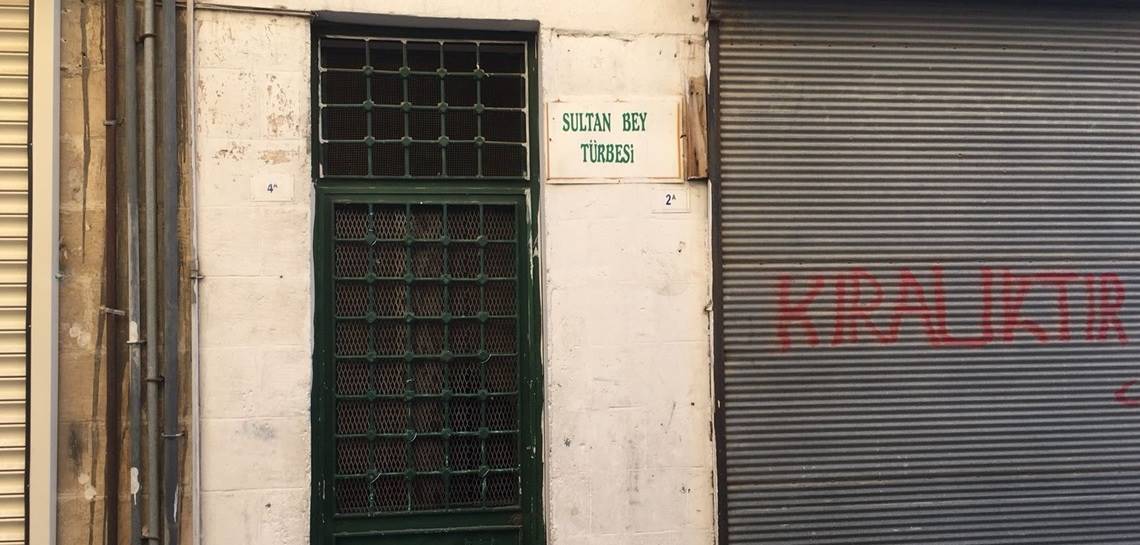 SULTAN BEY
TÜRBESİ
4A
2A
KIRALIKTIR